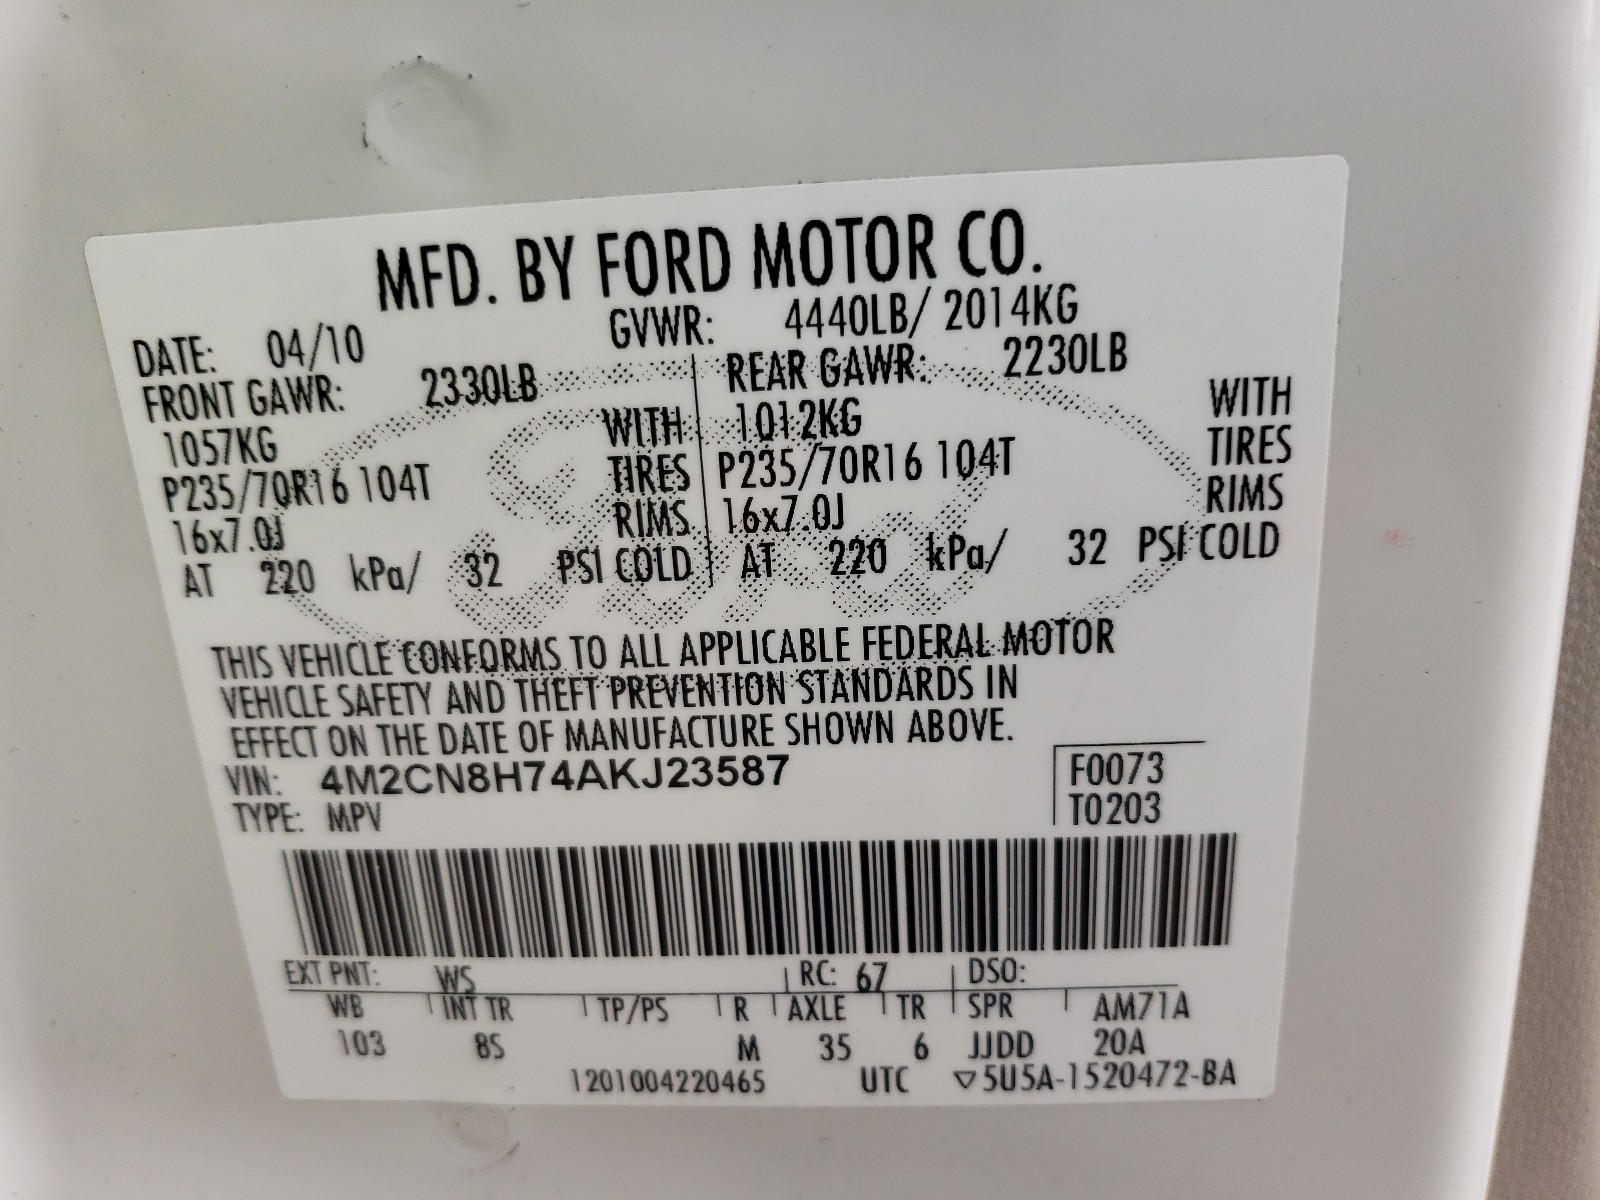 MFD. BY FORD MOTOR CO.
DATE: 04/10 GVWR: 4440LB/ 2014KG
FRONT GAWR: 2330LB REAR GAWR: 2230LB
1057KG WITH 1012KG WITH
P235/70R16 104T TIRES P235/70R16 104T TIRES
16x7.0J RIMS 16x7.0J RIMS
AT 220 kPa/ 32 PSI COLD AT 220 kPa/ 32 PSI COLD
THIS VEHICLE CONFORMS TO ALL APPLICABLE FEDERAL MOTOR
VEHICLE SAFETY AND THEFT PREVENTION STANDARDS IN
EFFECT ON THE DATE OF MANUFACTURE SHOWN ABOVE.
VIN: 4M2CN8H74AKJ23587 F0073
TYPE: MPV T0203
EXT PNT: WS RC: 67 DSO:
WB INT TR TP/PS R AXLE TR SPR AM71A
103 8S M 35 6 JJDD 20A
1201004220465 UTC ▽5U5A-1520472-BA